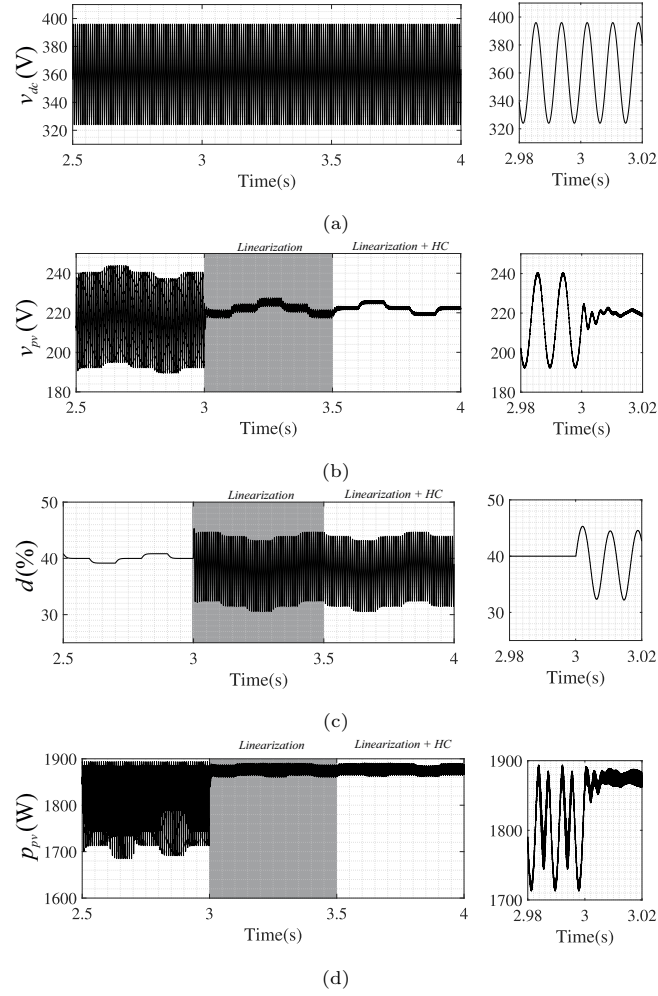 v_dc (V)
400
380
360
340
320
2.5
3
3.5
4
Time(s)
400
380
360
340
320
2.98
3
3.02
Time(s)
(a)
Linearization
Linearization + HC
v_pv (V)
240
220
200
180
2.5
3
3.5
4
Time(s)
240
220
200
180
2.98
3
3.02
Time(s)
(b)
Linearization
Linearization + HC
d(%)
50
40
30
2.5
3
3.5
4
Time(s)
50
40
30
2.98
3
3.02
Time(s)
(c)
Linearization
Linearization + HC
p_pv (W)
1900
1800
1700
1600
2.5
3
3.5
4
Time(s)
1900
1800
1700
2.98
3
3.02
Time(s)
(d)